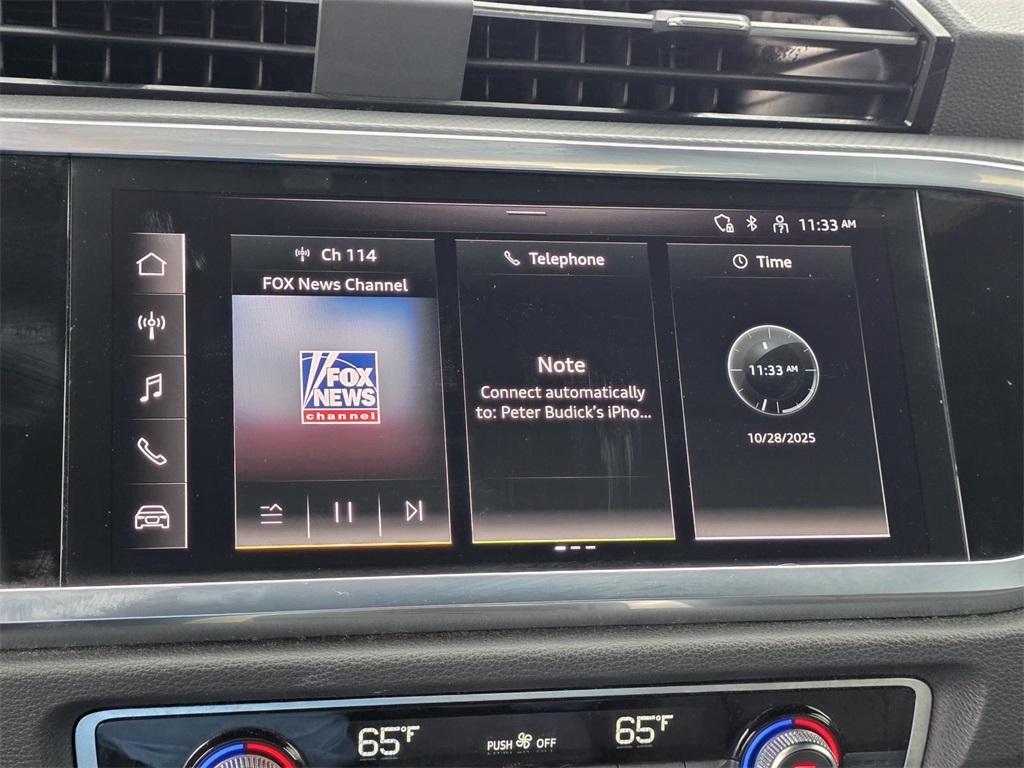 11:33 AM
Ch 114
FOX News Channel
FOX
NEWS
channel
Telephone
Note
Connect automatically
to: Peter Budick's iPho...
Time
11:33 AM
10/28/2025
65°F
PUSH OFF
65°F